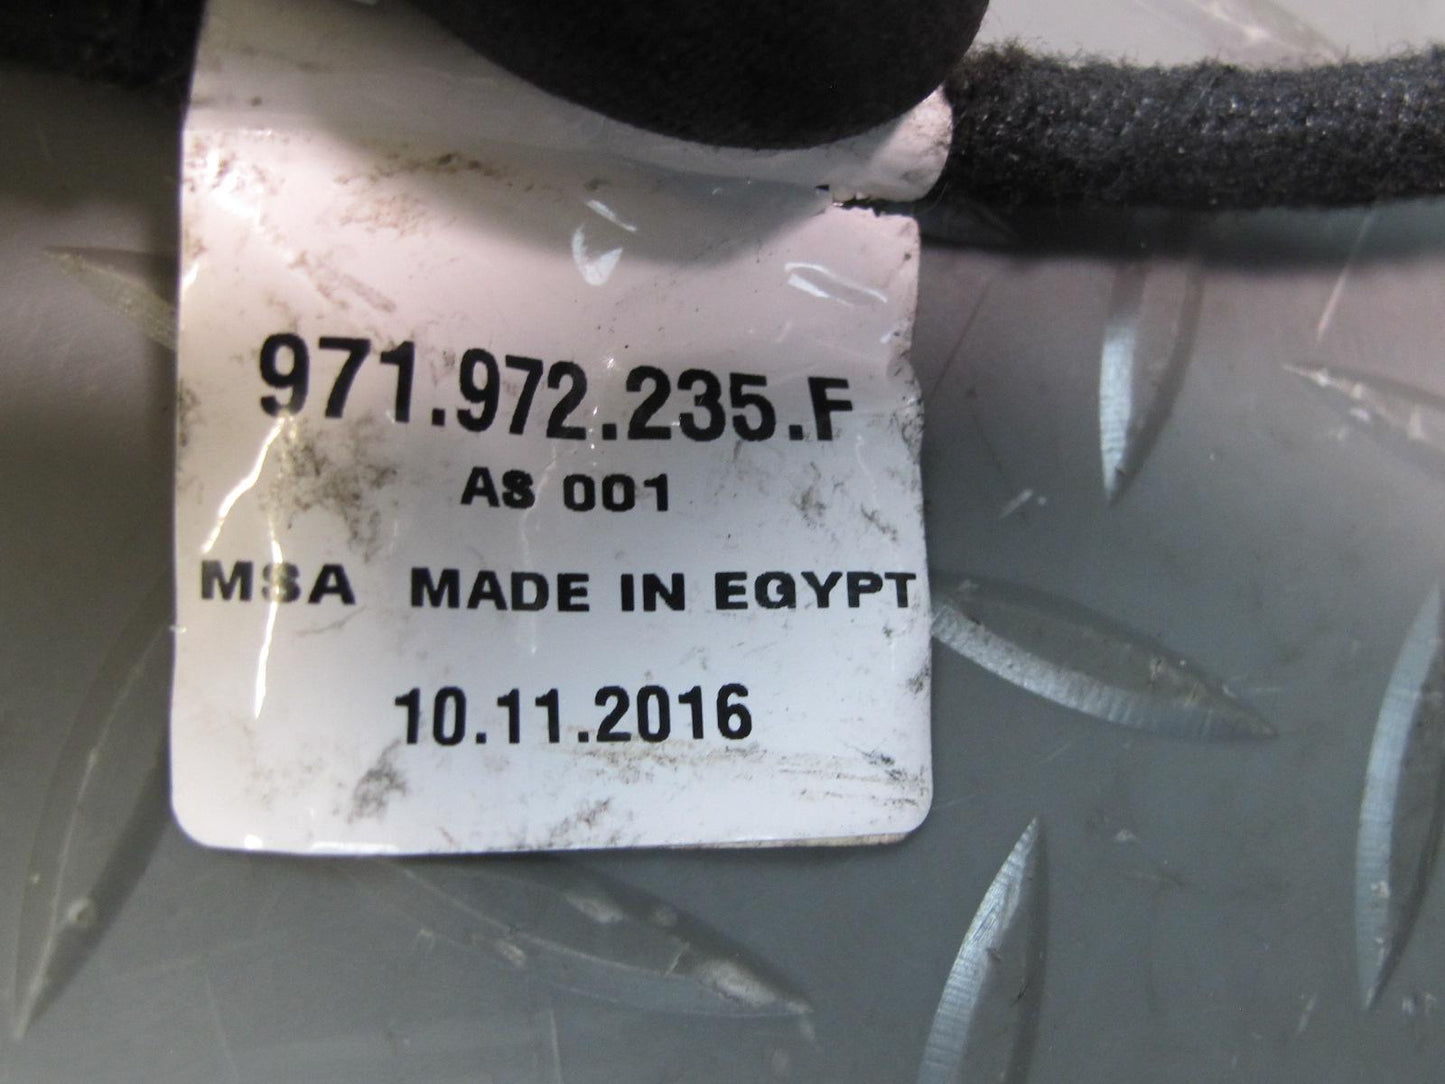 971.972.235.F
AS 001
MSA MADE IN EGYPT
10.11.2016